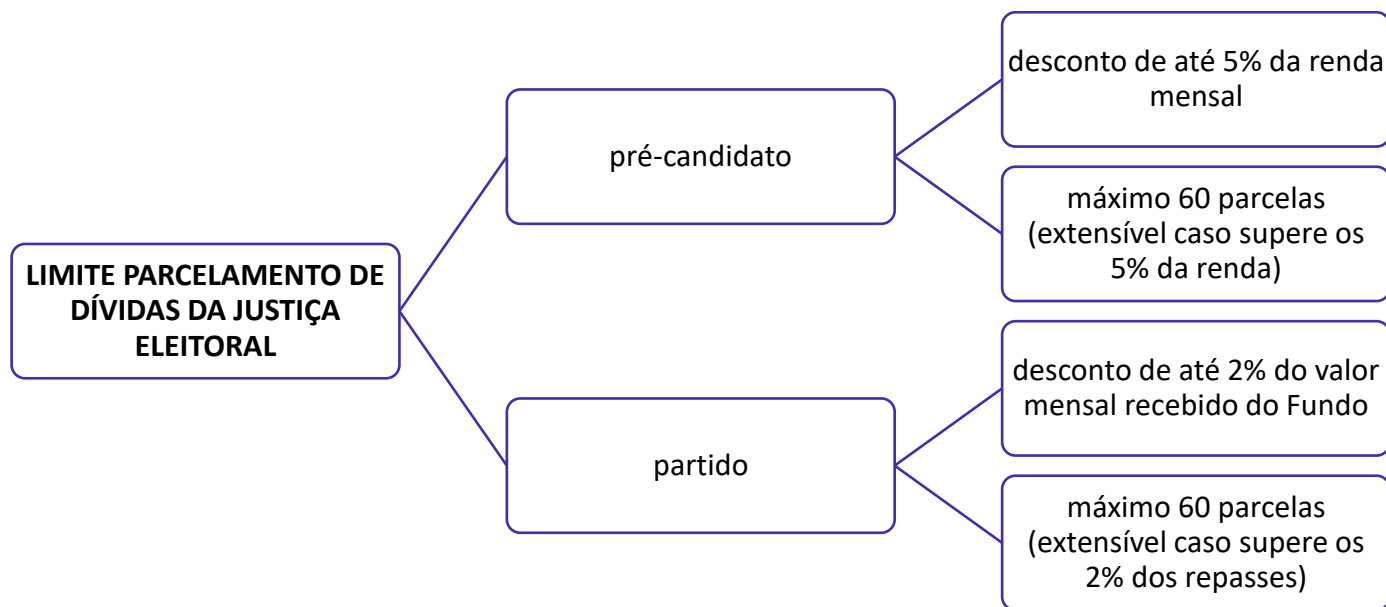 LIMITE PARCELAMENTO DE
DÍVIDAS DA JUSTIÇA
ELEITORAL
pré-candidato
desconto de até 5% da renda
mensal
máximo 60 parcelas
(extensível caso supere os
5% da renda)
partido
desconto de até 2% do valor
mensal recebido do Fundo
máximo 60 parcelas
(extensível caso supere os
2% dos repasses)